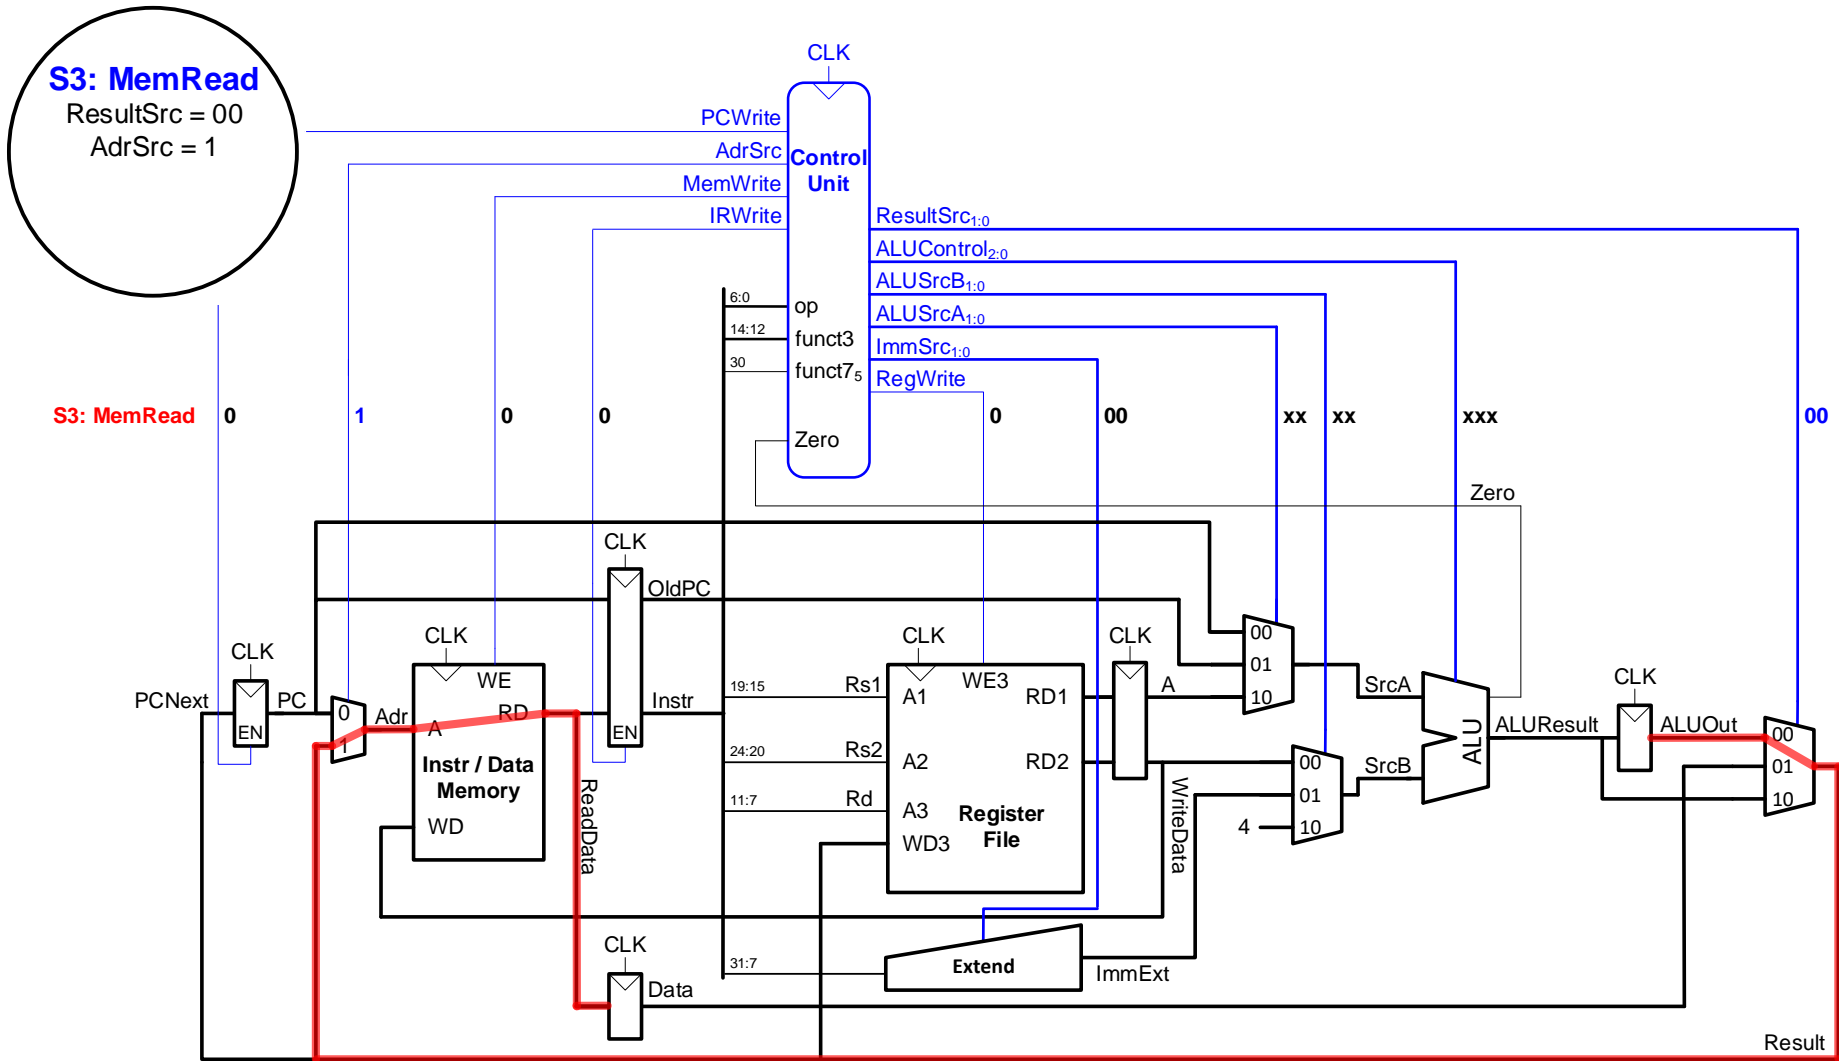 S3: MemRead
ResultSrc = 00
AdrSrc = 1
CLK
PCWrite
AdrSrc
MemWrite
IRWrite
Control
Unit
ResultSrc1:0
ALUControl2:0
ALUSrcB1:0
ALUSrcA1:0
ImmSrc1:0
RegWrite
6:0 op
14:12 funct3
30 funct75
Zero
S3: MemRead 0 1 0 0 0 00 xx xx xxx 00
Zero
CLK
OldPC
CLK
PCNext
EN
PC
0
1
Adr
CLK
WE
A
RD
Instr / Data
Memory
WD
ReadData
EN
Instr
19:15 Rs1
24:20 Rs2
11:7 Rd
31:7
CLK
WE3
A1
RD1
A2
RD2
A3
WD3
Register
File
CLK
A
WriteData
00
01
10
SrcA
00
01
4 10
SrcB
ALU
ALUResult
CLK
ALUOut
00
01
10
Extend
ImmExt
CLK
Data
Result